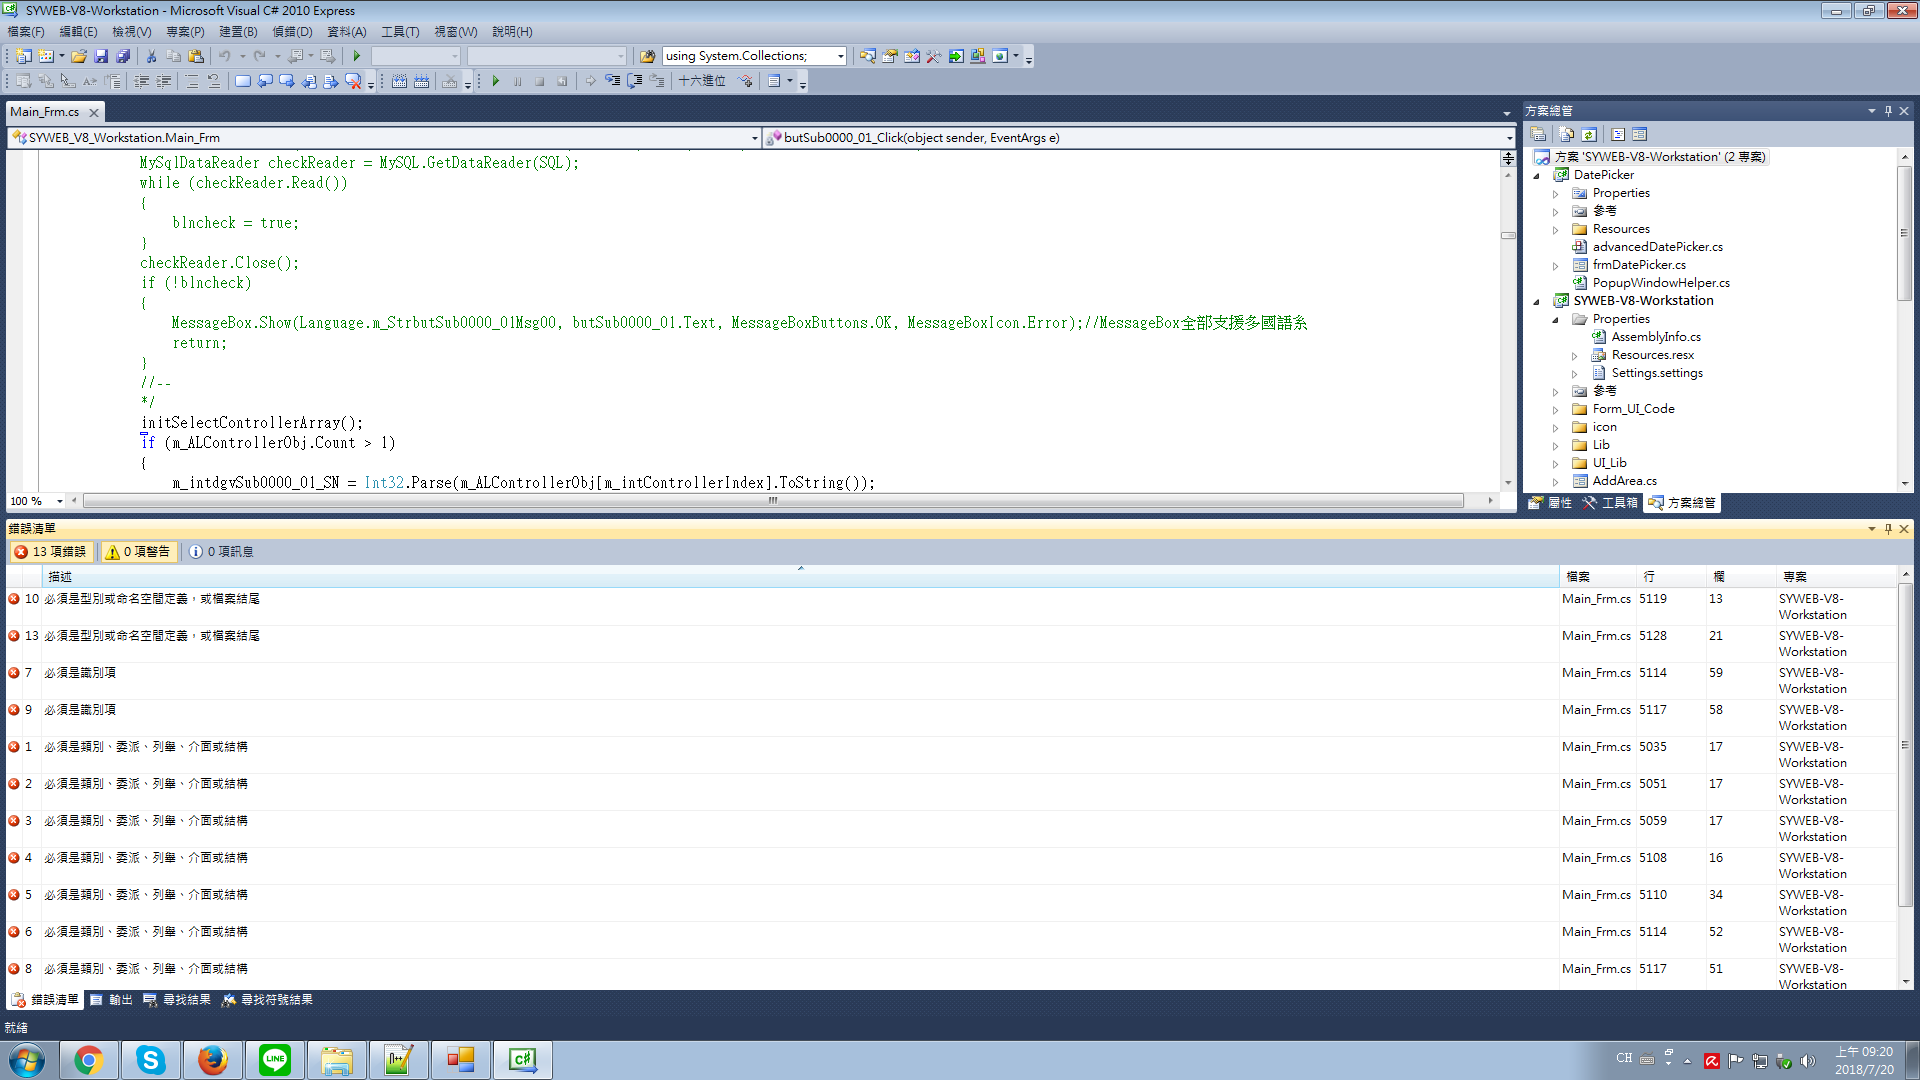 SYWEB-V8-Workstation - Microsoft Visual C# 2010 Express
檔案(F) 編輯(E) 檢視(V) 專案(P) 建置(B) 偵錯(D) 資料(A) 工具(T) 視窗(W) 說明(H)
using System.Collections;
十六進位
Main_Frm.cs
SYWEB_V8_Workstation.Main_Frm
butSub0000_01_Click(object sender, EventArgs e)
MySqlDataReader checkReader = MySQL.GetDataReader(SQL);
while (checkReader.Read())
{
blncheck = true;
}
checkReader.Close();
if (!blncheck)
{
MessageBox.Show(Language.m_StrbutSub0000_01Msg00, butSub0000_01.Text, MessageBoxButtons.OK, MessageBoxIcon.Error);//MessageBox全部支援多國語系
return;
}
//--
*/
initSelectControllerArray();
if (m_ALControllerObj.Count > 1)
{
m_intdgvSub0000_01_SN = Int32.Parse(m_ALControllerObj[m_intControllerIndex].ToString());
100 %
方案總管
方案 'SYWEB-V8-Workstation' (2 專案)
DatePicker
Properties
參考
Resources
advancedDatePicker.cs
frmDatePicker.cs
PopupWindowHelper.cs
SYWEB-V8-Workstation
Properties
AssemblyInfo.cs
Resources.resx
Settings.settings
參考
Form_UI_Code
icon
Lib
UI_Lib
AddArea.cs
屬性 工具箱 方案總管
錯誤清單
13 項錯誤 0 項警告 0 項訊息
描述 檔案 行 欄 專案
10 必須是型別或命名空間定義，或檔案結尾 Main_Frm.cs 5119 13 SYWEB-V8-
Workstation
13 必須是型別或命名空間定義，或檔案結尾 Main_Frm.cs 5128 21 SYWEB-V8-
Workstation
7 必須是識別項 Main_Frm.cs 5114 59 SYWEB-V8-
Workstation
9 必須是識別項 Main_Frm.cs 5117 58 SYWEB-V8-
Workstation
1 必須是類別、委派、列舉、介面或結構 Main_Frm.cs 5035 17 SYWEB-V8-
Workstation
2 必須是類別、委派、列舉、介面或結構 Main_Frm.cs 5051 17 SYWEB-V8-
Workstation
3 必須是類別、委派、列舉、介面或結構 Main_Frm.cs 5059 17 SYWEB-V8-
Workstation
4 必須是類別、委派、列舉、介面或結構 Main_Frm.cs 5108 16 SYWEB-V8-
Workstation
5 必須是類別、委派、列舉、介面或結構 Main_Frm.cs 5110 34 SYWEB-V8-
Workstation
6 必須是類別、委派、列舉、介面或結構 Main_Frm.cs 5114 52 SYWEB-V8-
Workstation
8 必須是類別、委派、列舉、介面或結構 Main_Frm.cs 5117 51 SYWEB-V8-
Workstation
錯誤清單 輸出 尋找結果 尋找符號結果
就緒
LINE
CH
上午 09:20
2018/7/20